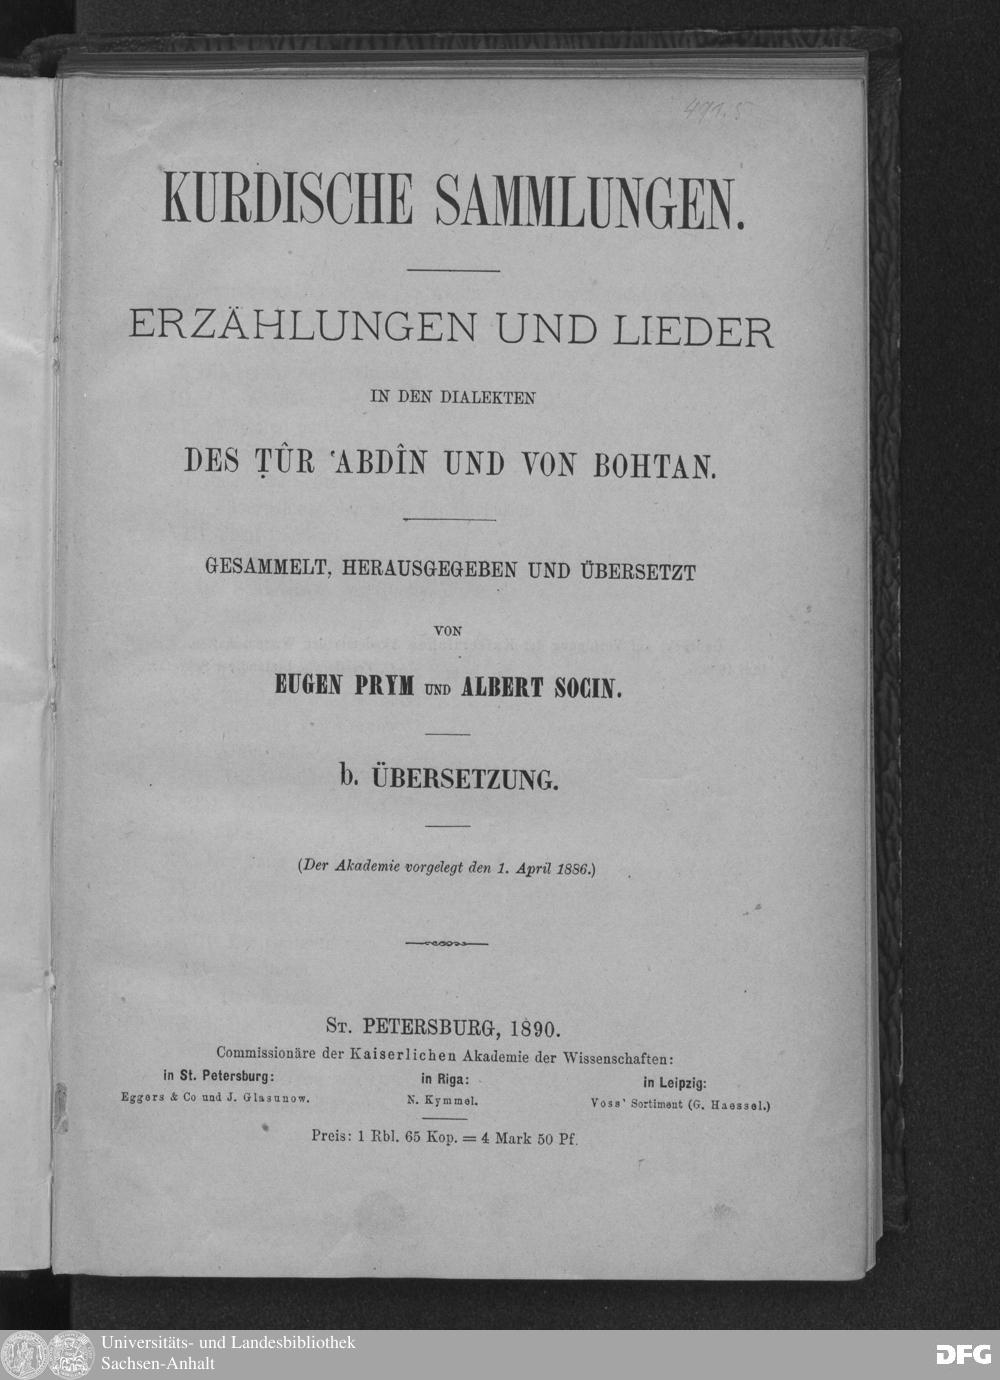 491.5
KURDISCHE SAMMLUNGEN.
ERZÄHLUNGEN UND LIEDER
IN DEN DIALEKTEN
DES ṬÛR ʿABDÎN UND VON BOHTAN.
GESAMMELT, HERAUSGEGEBEN UND ÜBERSETZT
VON
EUGEN PRYM UND ALBERT SOCIN.
b. ÜBERSETZUNG.
(Der Akademie vorgelegt den 1. April 1886.)
ST. PETERSBURG, 1890.
Commissionäre der Kaiserlichen Akademie der Wissenschaften:
in St. Petersburg: in Riga: in Leipzig:
Eggers & Co und J. Glasunow. N. Kymmel. Voss' Sortiment (G. Haessel.)
Preis: 1 Rbl. 65 Kop. = 4 Mark 50 Pf.
Universitäts- und Landesbibliothek
Sachsen-Anhalt
DFG